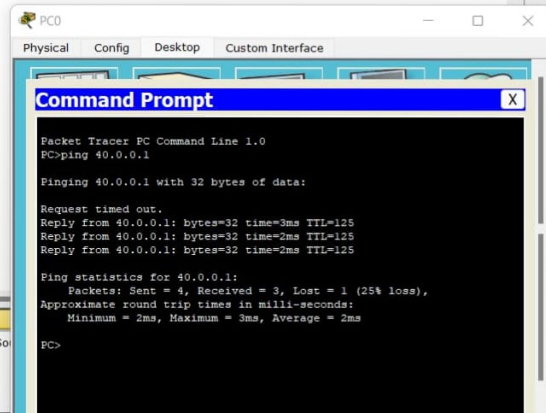 PC0
Physical Config Desktop Custom Interface
Command Prompt
X
Packet Tracer PC Command Line 1.0
PC>ping 40.0.0.1
Pinging 40.0.0.1 with 32 bytes of data:
Request timed out.
Reply from 40.0.0.1: bytes=32 time=3ms TTL=125
Reply from 40.0.0.1: bytes=32 time=2ms TTL=125
Reply from 40.0.0.1: bytes=32 time=2ms TTL=125
Ping statistics for 40.0.0.1:
Packets: Sent = 4, Received = 3, Lost = 1 (25% loss),
Approximate round trip times in milli-seconds:
Minimum = 2ms, Maximum = 3ms, Average = 2ms
PC>